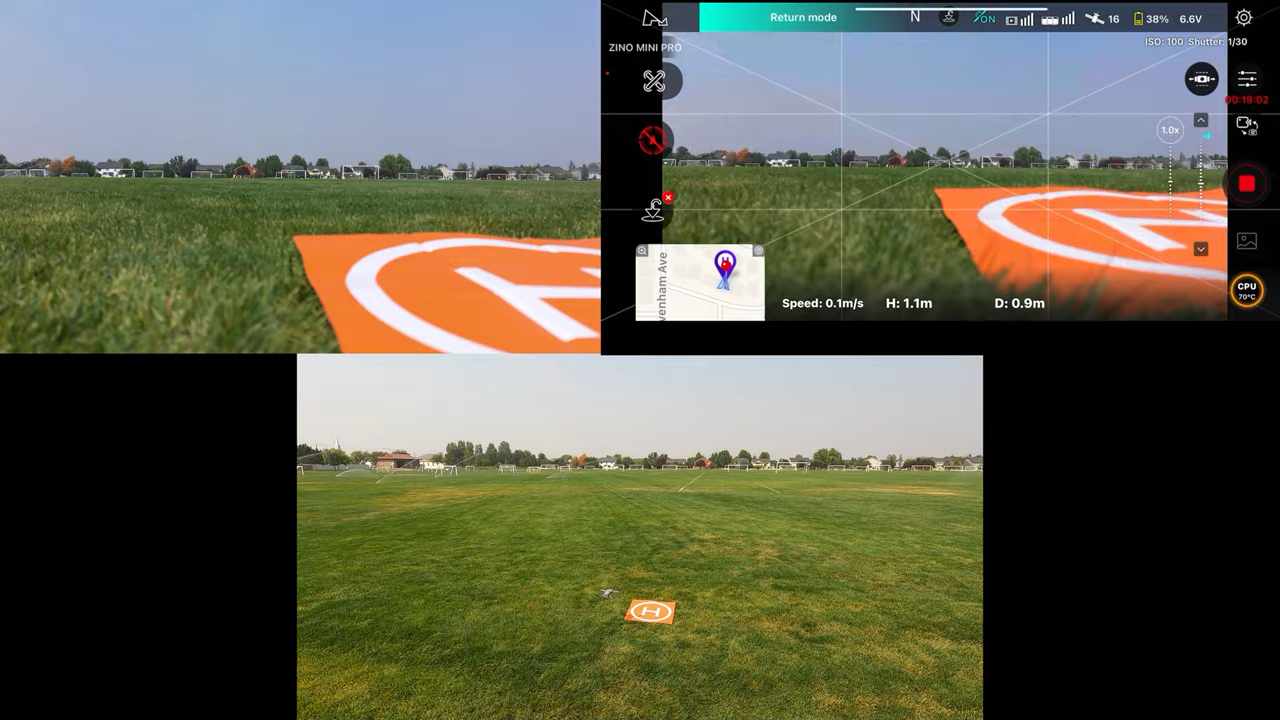 Return mode
N
ON
16
38%
6.6V
ZINO MINI PRO
ISO: 100 Shutter: 1/30
00:19:02
1.0x
H
venham Ave
H
Speed: 0.1m/s
H: 1.1m
D: 0.9m
CPU
70°C
H
H